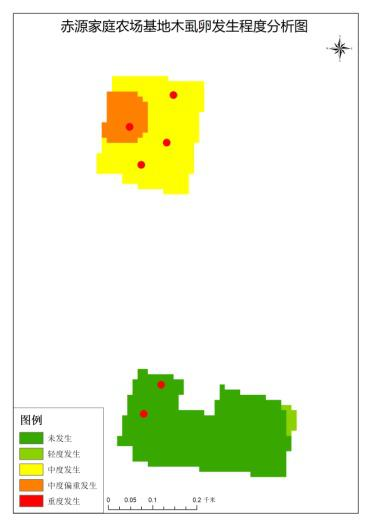 赤源家庭农场基地木虱卵发生程度分析图
图例
未发生
轻度发生
中度发生
中度偏重发生
重度发生
0 0.05 0.1 0.2 千米